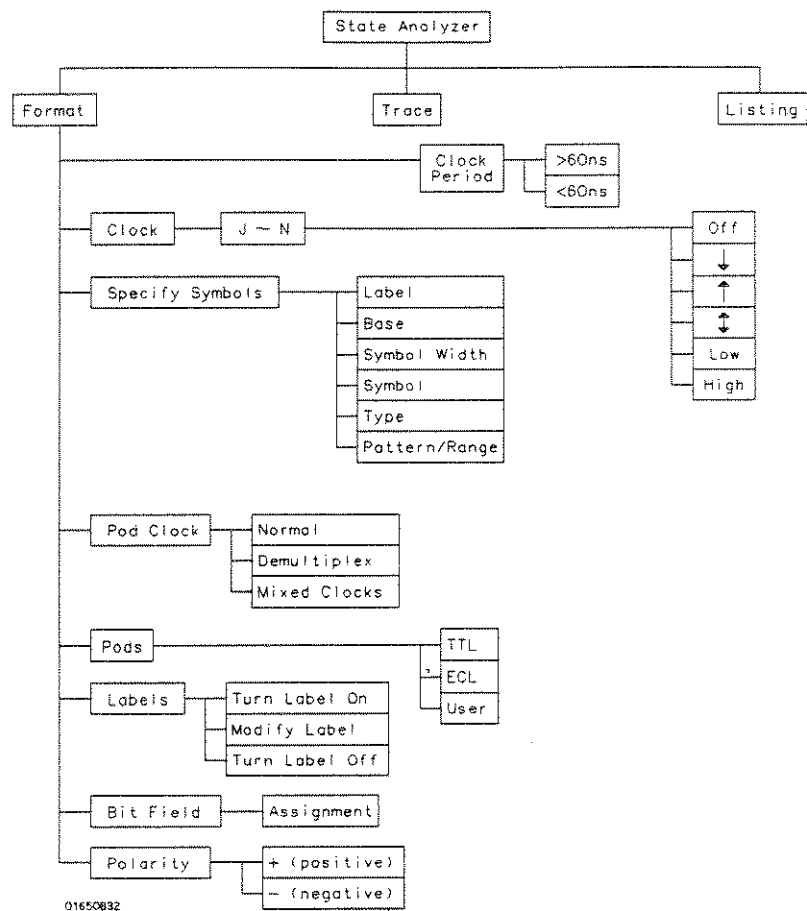 State Analyzer
Format
Trace
Listing
Clock
Period
>60ns
<60ns
Clock
J ~ N
Off
↓
↑
↕
Low
High
Specify Symbols
Label
Base
Symbol Width
Symbol
Type
Pattern/Range
Pod Clock
Normal
Demultiplex
Mixed Clocks
Pods
TTL
ECL
User
Labels
Turn Label On
Modify Label
Turn Label Off
Bit Field
Assignment
Polarity
+ (positive)
− (negative)
01650B32